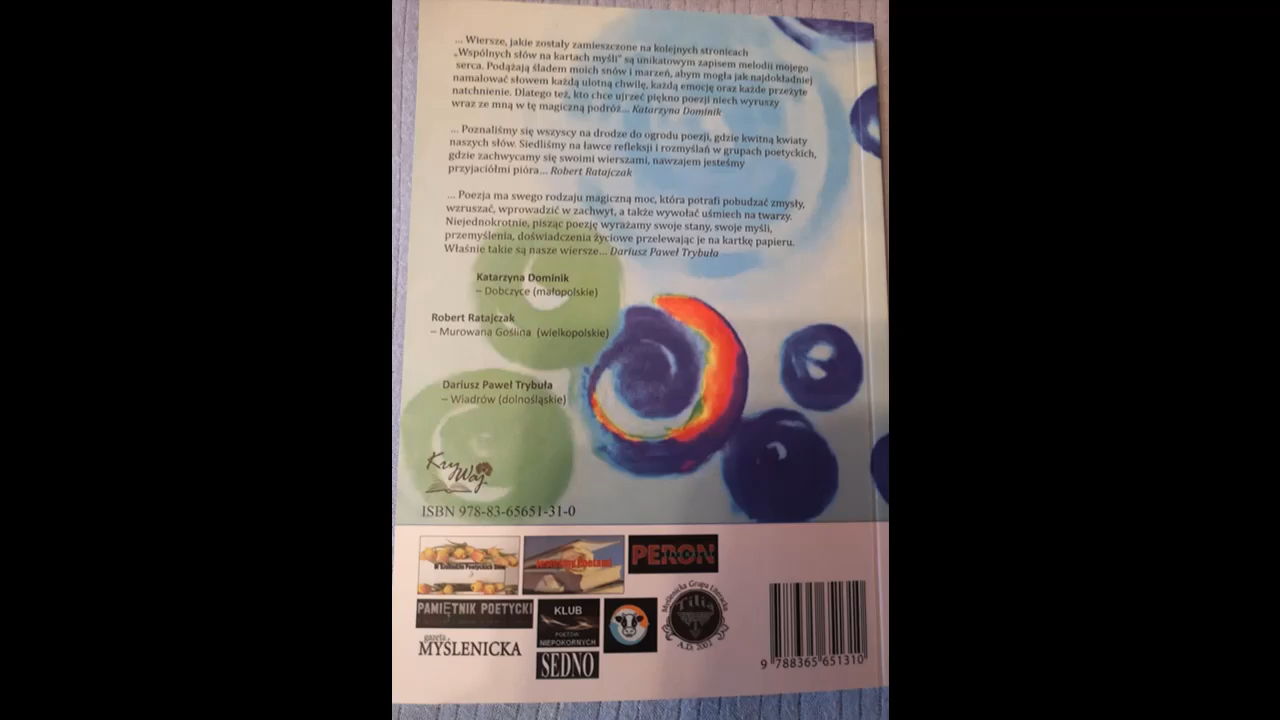 ... Wiersze, jakie zostały zamieszczone na kolejnych stronicach
„Wspólnych słów na kartach myśli” są unikatowym zapisem melodii mojego
serca. Podążają śladem moich snów i marzeń, abym mogła jak najdokładniej
namalować słowem każdą ulotną chwilę, każdą emocję oraz każde przeżyte
natchnienie. Dlatego też, kto chce ujrzeć piękno poezji niech wyruszy
wraz ze mną w tę magiczną podróż... Katarzyna Dominik
... Poznaliśmy się wszyscy na drodze do ogrodu poezji, gdzie kwitną kwiaty
naszych słów. Siedliśmy na ławce refleksji i rozmyślań w grupach poetyckich,
gdzie zachwycamy się swoimi wierszami, nawzajem jesteśmy
przyjaciółmi pióra... Robert Ratajczak
... Poezja ma swego rodzaju magiczną moc, która potrafi pobudzać zmysły,
wzruszać, wprowadzić w zachwyt, a także wywołać uśmiech na twarzy.
Niejednokrotnie, pisząc poezję wyrażamy swoje stany, swoje myśli,
przemyślenia, doświadczenia życiowe przelewając je na kartkę papieru.
Właśnie takie są nasze wiersze... Dariusz Paweł Trybuła
Katarzyna Dominik
– Dobczyce (małopolskie)
Robert Ratajczak
– Murowana Goślina (wielkopolskie)
Dariusz Paweł Trybuła
– Wiadrów (dolnośląskie)
KryWaj
ISBN 978-83-65651-31-0
PERON
PAMIĘTNIK POETYCKI
KLUB
POETÓW
NIEPOKORNYCH
Myślenicka Grupa Literacka
Tilia
A.D. 2002
gazeta
MYŚLENICKA
SEDNO
9 788365 651310